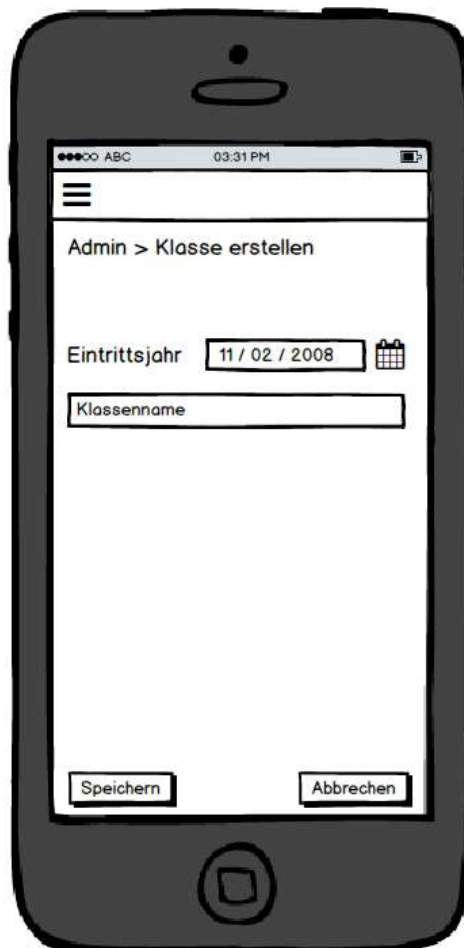 ABC 03:31 PM
Admin > Klasse erstellen
Eintrittsjahr 11 / 02 / 2008
Klassenname
Speichern Abbrechen